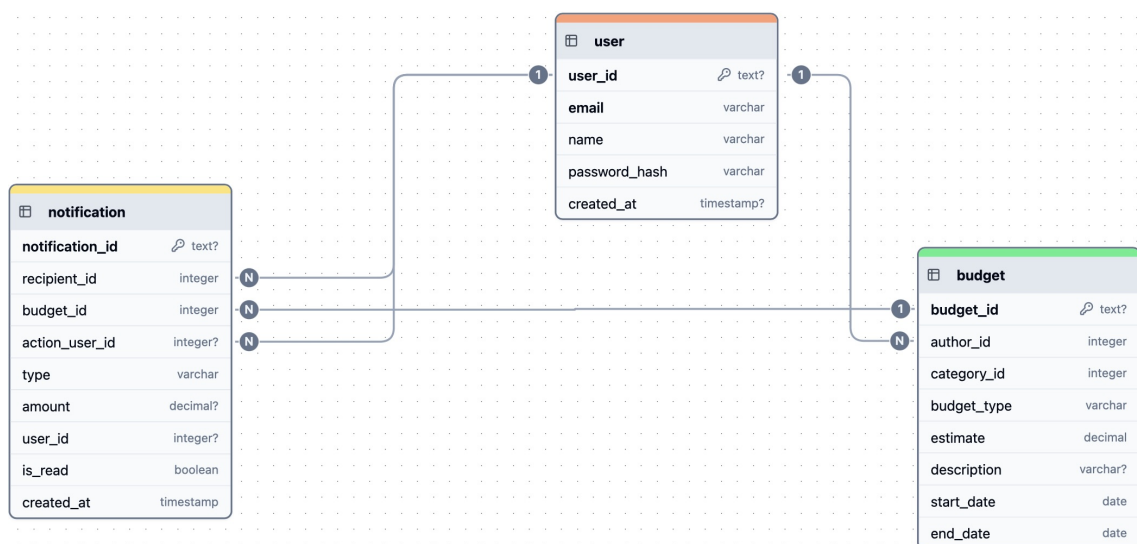 user
1 user_id text? 1
email varchar
name varchar
password_hash varchar
created_at timestamp?
notification
notification_id text?
recipient_id integer N
budget_id integer N
action_user_id integer? N
type varchar
amount decimal?
user_id integer?
is_read boolean
created_at timestamp
budget
1 budget_id text?
N author_id integer
category_id integer
budget_type varchar
estimate decimal
description varchar?
start_date date
end_date date